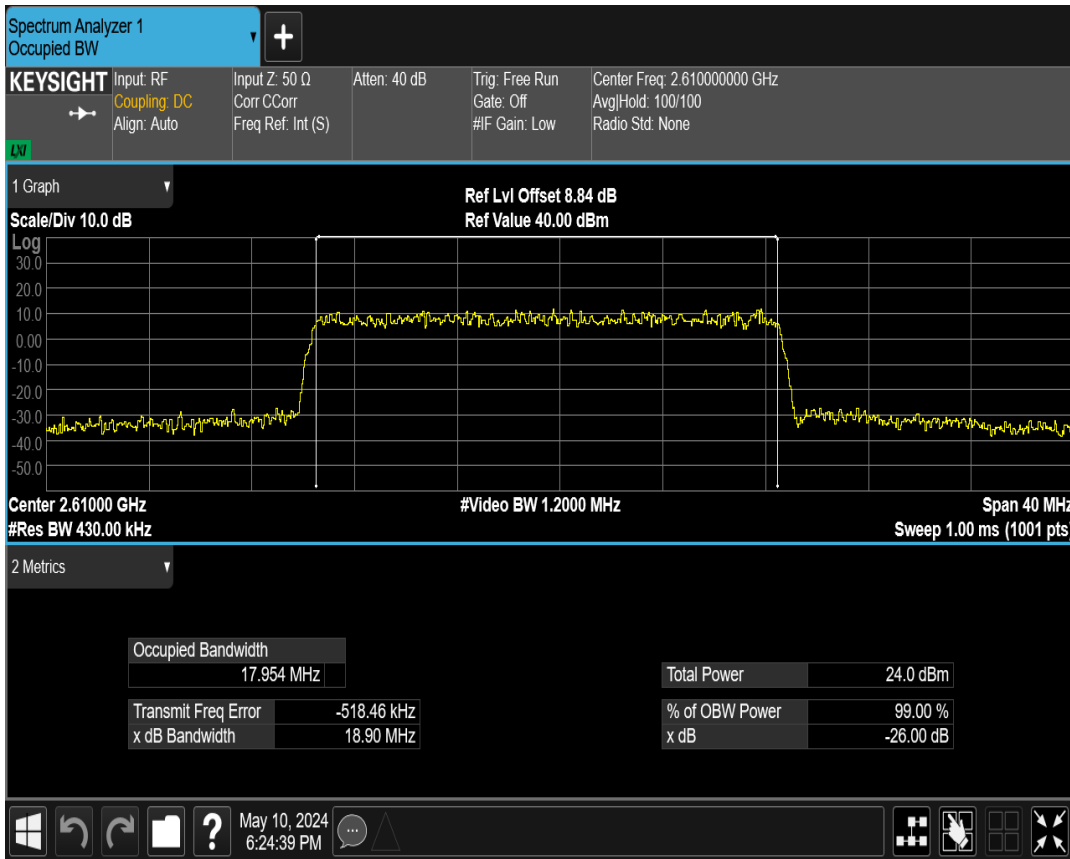 Spectrum Analyzer 1
Occupied BW
+
KEYSIGHT
LXI
Input: RF
Coupling: DC
Align: Auto
Input Z: 50 Ω
Corr CCorr
Freq Ref: Int (S)
Atten: 40 dB
Trig: Free Run
Gate: Off
#IF Gain: Low
Center Freq: 2.610000000 GHz
Avg|Hold: 100/100
Radio Std: None
1 Graph
Scale/Div 10.0 dB
Ref Lvl Offset 8.84 dB
Ref Value 40.00 dBm
Log
30.0
20.0
10.0
0.00
-10.0
-20.0
-30.0
-40.0
-50.0
Center 2.61000 GHz
#Video BW 1.2000 MHz
Span 40 MHz
#Res BW 430.00 kHz
Sweep 1.00 ms (1001 pts)
2 Metrics
Occupied Bandwidth
17.954 MHz
Total Power 24.0 dBm
Transmit Freq Error -518.46 kHz
% of OBW Power 99.00 %
x dB Bandwidth 18.90 MHz
x dB -26.00 dB
?
May 10, 2024
6:24:39 PM